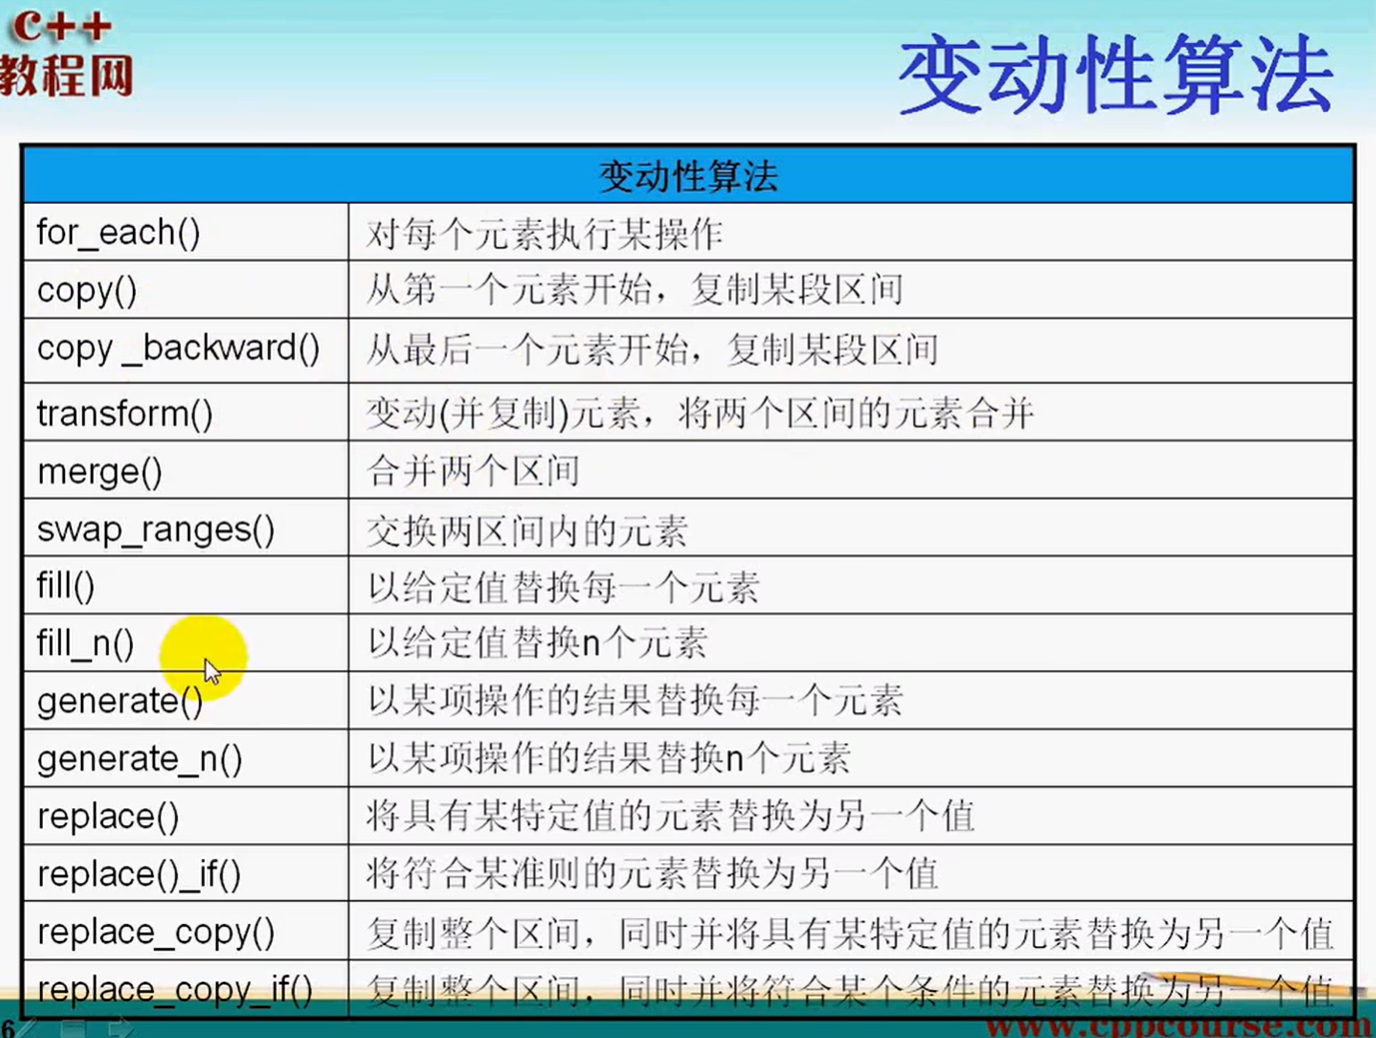 C++
教程网
变动性算法
变动性算法
for_each() 对每个元素执行某操作
copy() 从第一个元素开始，复制某段区间
copy _backward() 从最后一个元素开始，复制某段区间
transform() 变动(并复制)元素，将两个区间的元素合并
merge() 合并两个区间
swap_ranges() 交换两区间内的元素
fill() 以给定值替换每一个元素
fill_n() 以给定值替换n个元素
generate() 以某项操作的结果替换每一个元素
generate_n() 以某项操作的结果替换n个元素
replace() 将具有某特定值的元素替换为另一个值
replace()_if() 将符合某准则的元素替换为另一个值
replace_copy() 复制整个区间，同时并将具有某特定值的元素替换为另一个值
replace_copy_if() 复制整个区间，同时并将符合某个条件的元素替换为另一个值
6
www.cppcourse.com